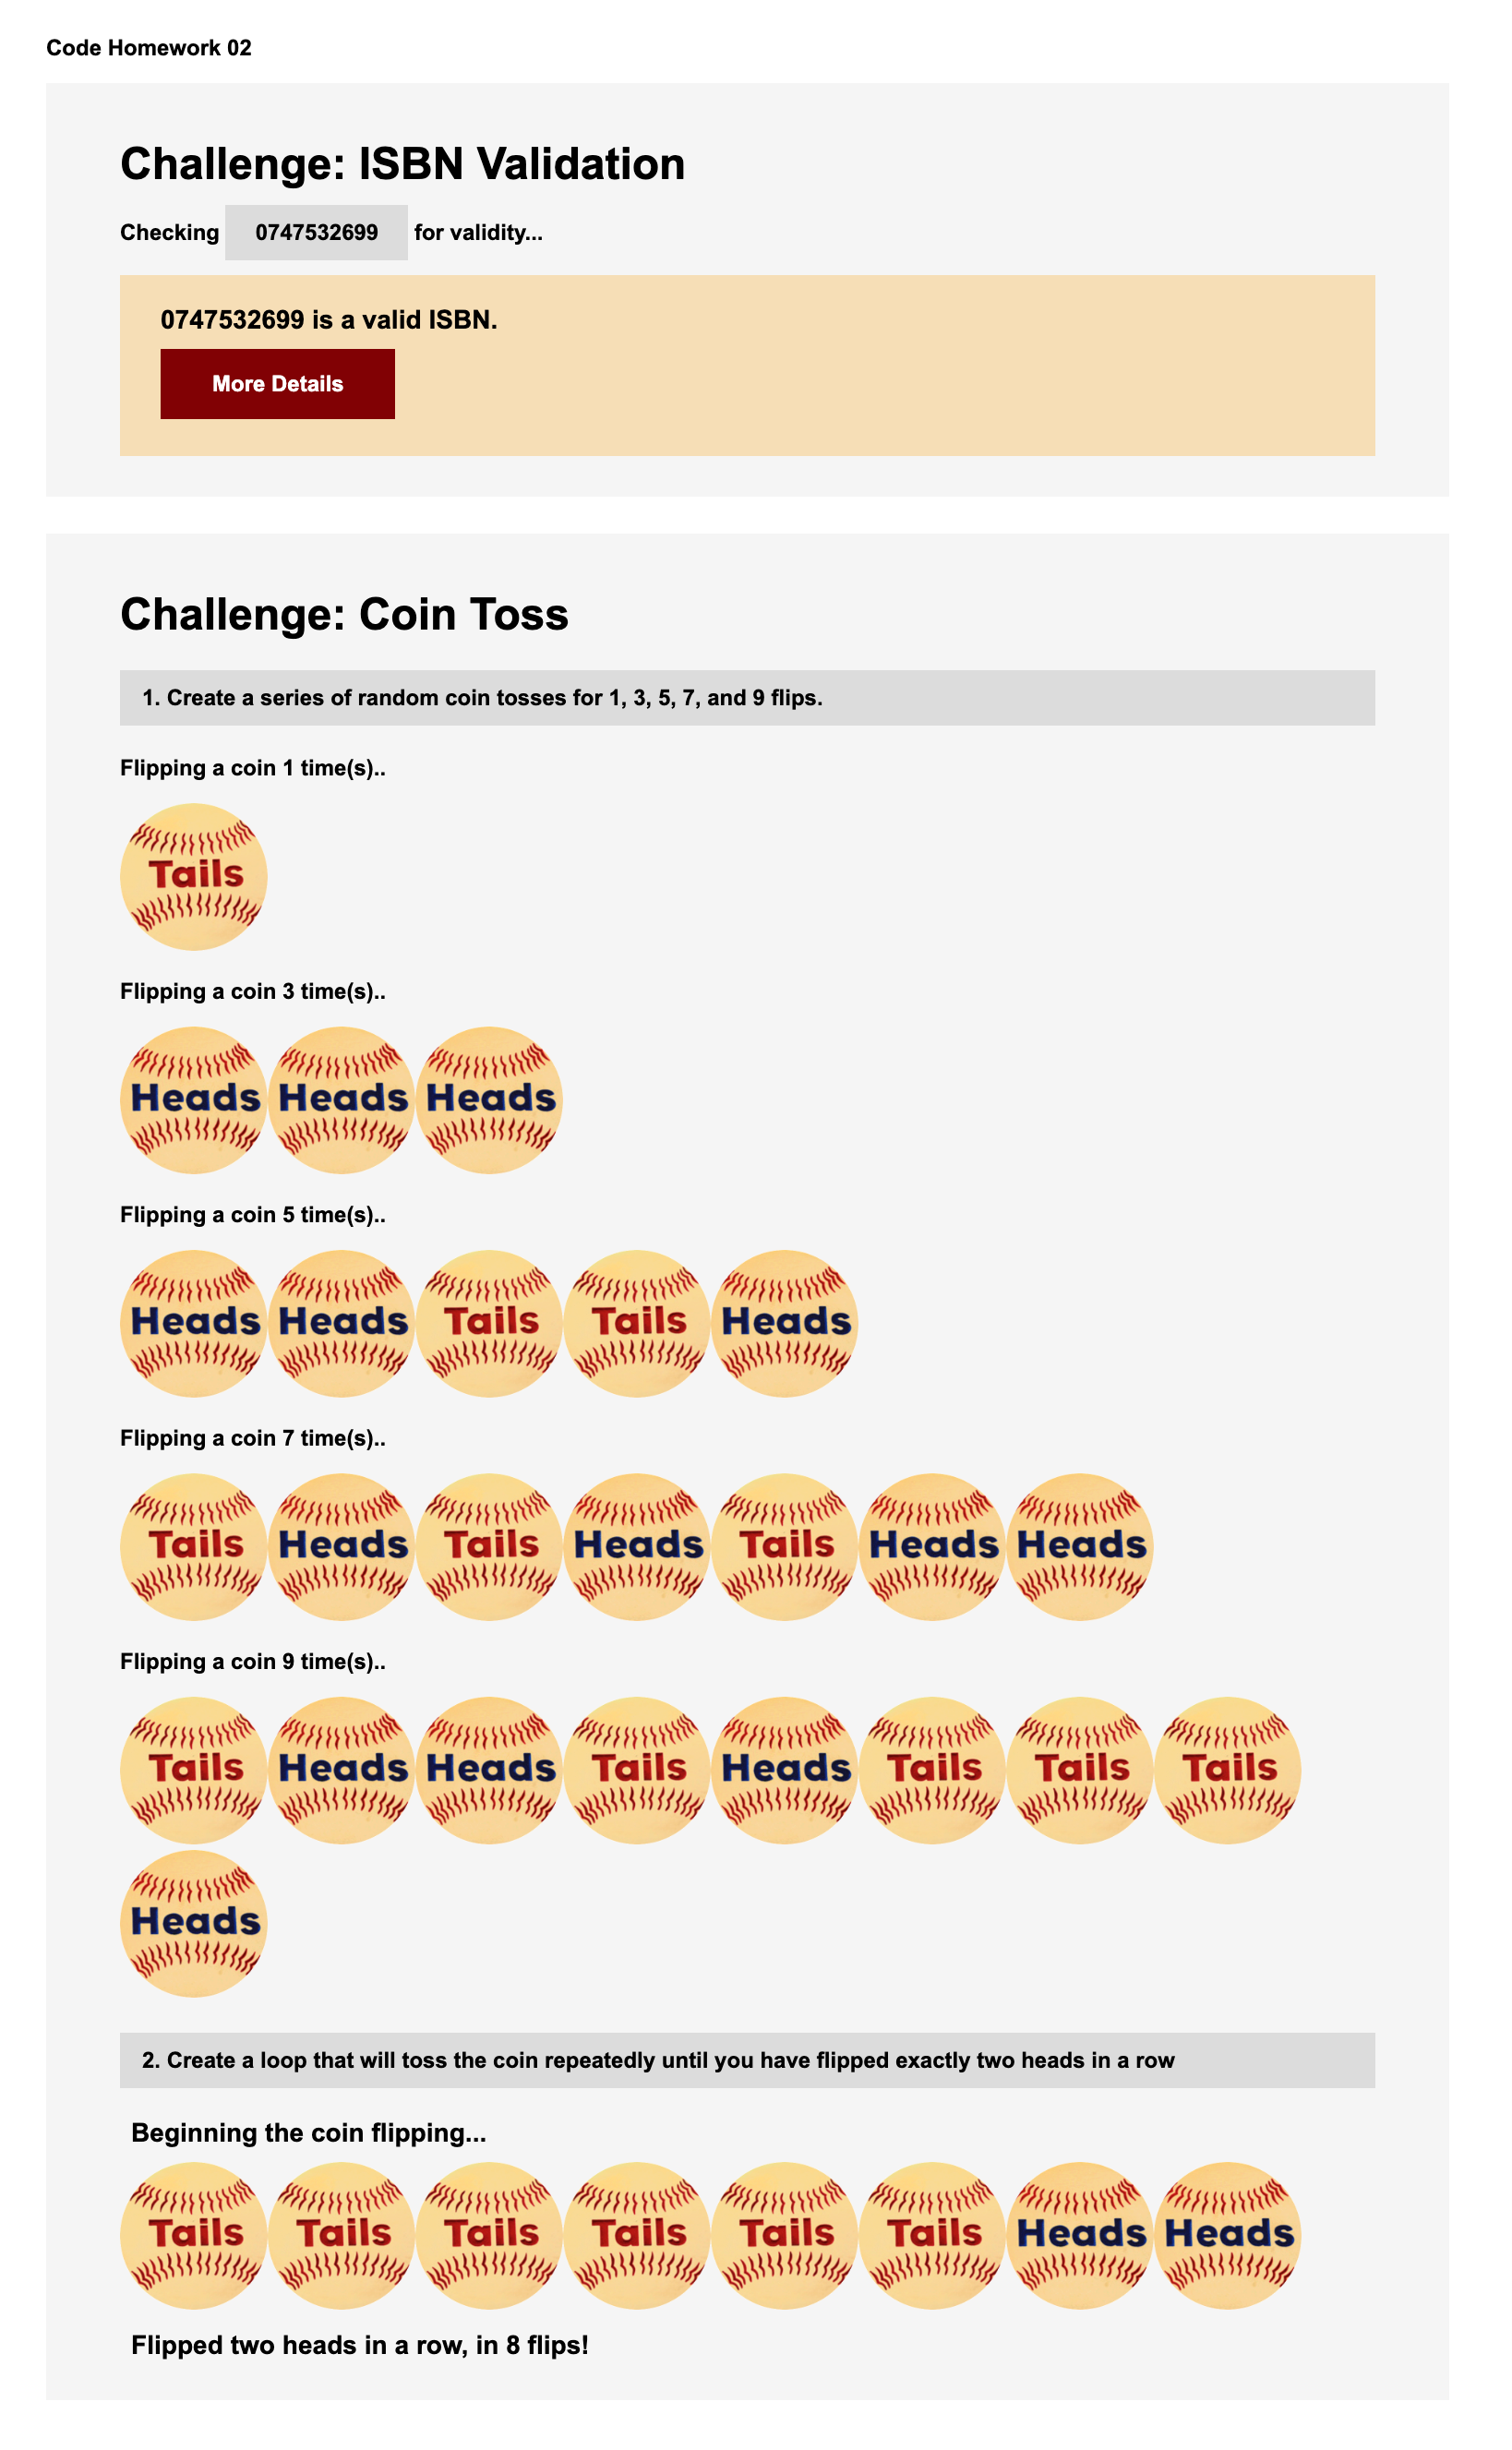 Code Homework 02
Challenge: ISBN Validation
Checking 0747532699 for validity...
0747532699 is a valid ISBN.
More Details
Challenge: Coin Toss
1. Create a series of random coin tosses for 1, 3, 5, 7, and 9 flips.
Flipping a coin 1 time(s)..
Tails
Flipping a coin 3 time(s)..
Heads Heads Heads
Flipping a coin 5 time(s)..
Heads Heads Tails Tails Heads
Flipping a coin 7 time(s)..
Tails Heads Tails Heads Tails Heads Heads
Flipping a coin 9 time(s)..
Tails Heads Heads Tails Heads Tails Tails Tails
Heads
2. Create a loop that will toss the coin repeatedly until you have flipped exactly two heads in a row
Beginning the coin flipping...
Tails Tails Tails Tails Tails Tails Heads Heads
Flipped two heads in a row, in 8 flips!